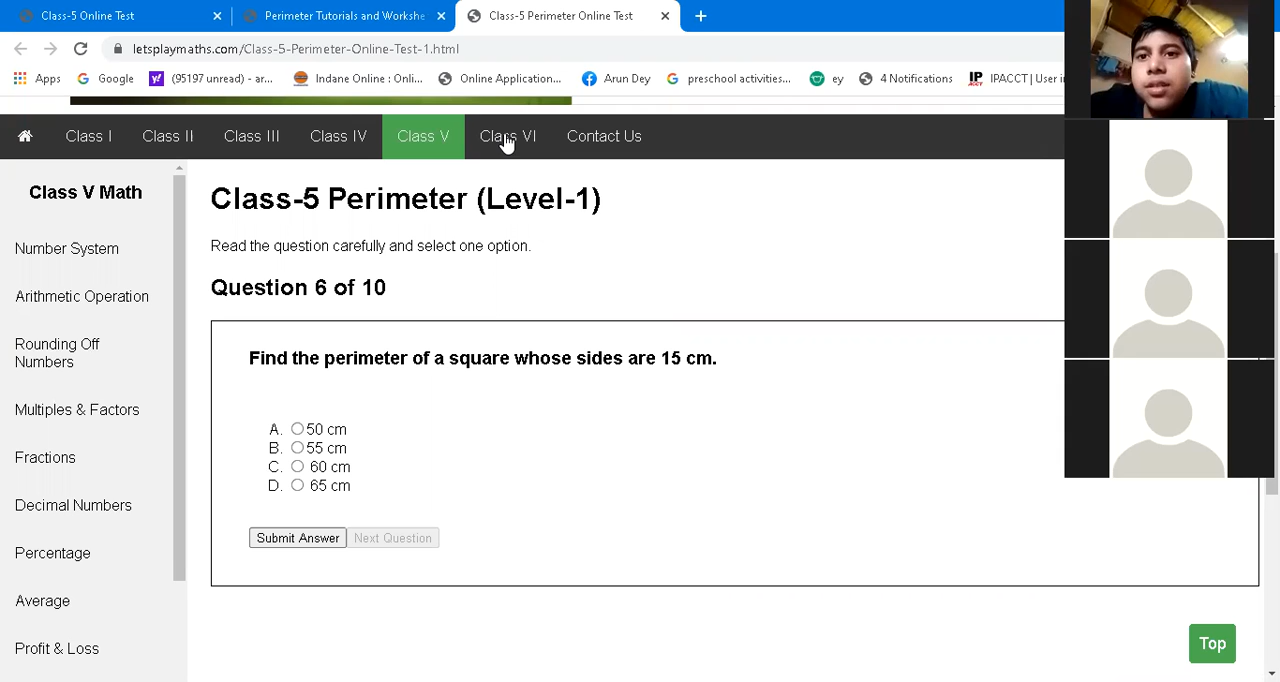 Class-5 Online Test
Perimeter Tutorials and Workshe
Class-5 Perimeter Online Test
letsplaymaths.com/Class-5-Perimeter-Online-Test-1.html
Apps Google (95197 unread) - ar... Indane Online : Onli... Online Application... Arun Dey preschool activities... ey 4 Notifications IPACCT | User in
Class I Class II Class III Class IV Class V Class VI Contact Us
Class V Math
Number System
Arithmetic Operation
Rounding Off
Numbers
Multiples & Factors
Fractions
Decimal Numbers
Percentage
Average
Profit & Loss
Class-5 Perimeter (Level-1)
Read the question carefully and select one option.
Question 6 of 10
Find the perimeter of a square whose sides are 15 cm.
A. 50 cm
B. 55 cm
C. 60 cm
D. 65 cm
Submit Answer Next Question
Top